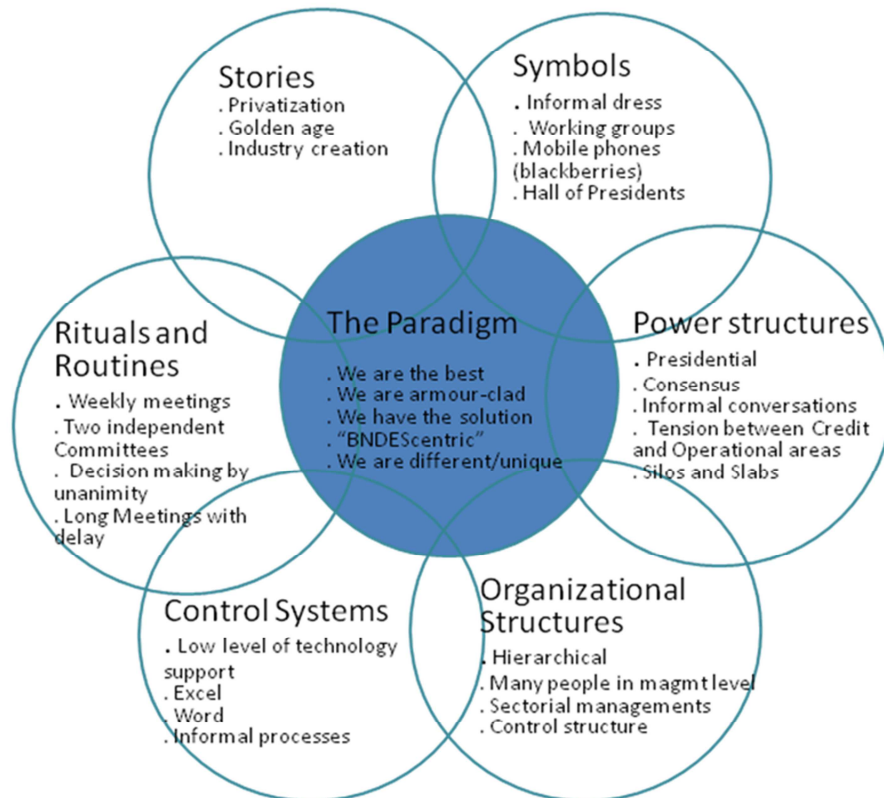 Stories
. Privatization
. Golden age
. Industry creation
Symbols
. Informal dress
. Working groups
. Mobile phones
(blackberries)
. Hall of Presidents
Rituals and
Routines
. Weekly meetings
. Two independent
Committees
. Decision making by
unanimity
. Long Meetings with
delay
The Paradigm
. We are the best
. We are armour-clad
. We have the solution
. "BNDEScentric"
. We are different/unique
Power structures
. Presidential
. Consensus
. Informal conversations
. Tension between Credit
and Operational areas
. Silos and Slabs
Control Systems
. Low level of technology
support
. Excel
. Word
. Informal processes
Organizational
Structures
. Hierarchical
. Many people in magmt level
. Sectorial managements
. Control structure